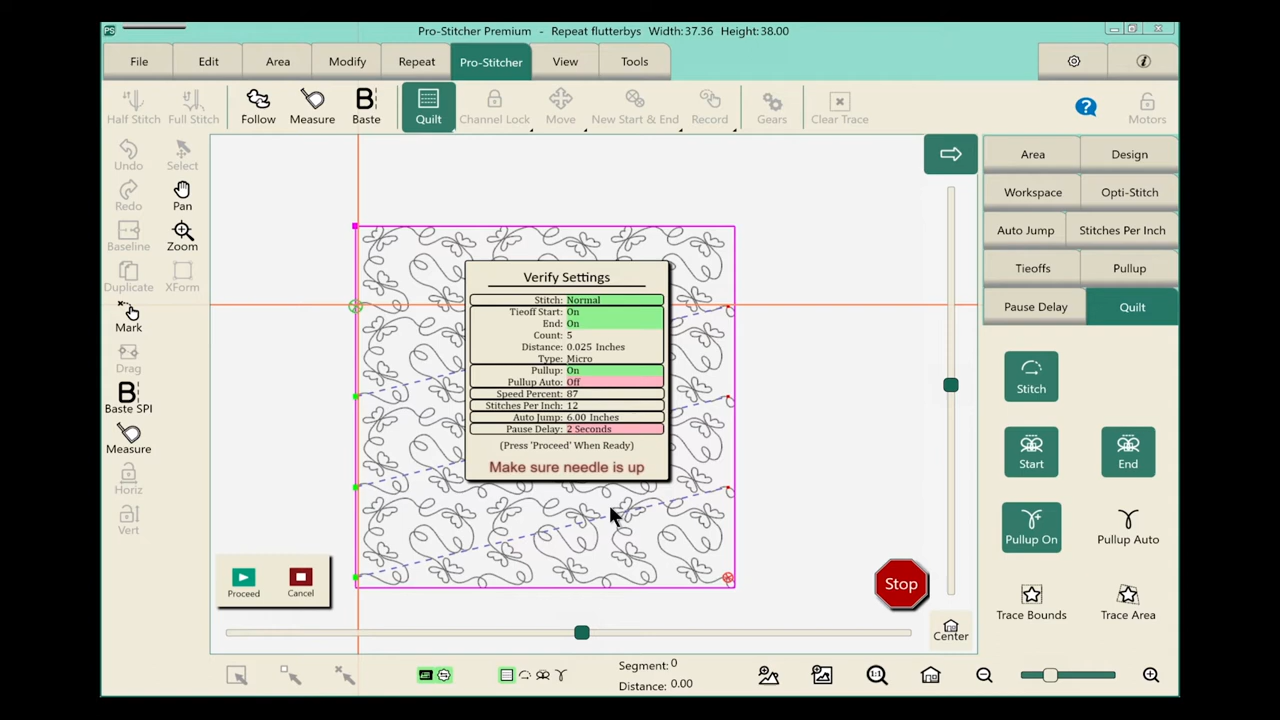 PS
Pro-Stitcher Premium - Repeat flutterbys Width:37.36 Height:38.00
File Edit Area Modify Repeat Pro-Stitcher View Tools
Half Stitch Full Stitch Follow Measure Baste Quilt Channel Lock Move New Start & End Record Gears Clear Trace ? Motors
Undo Select
Redo Pan
Baseline Zoom
Duplicate XForm
Mark
Drag
Baste SPI
Measure
Horiz
Vert
Verify Settings
Stitch: Normal
Tieoff Start: On
End: On
Count: 5
Distance: 0.025 Inches
Type: Micro
Pullup: On
Pullup Auto: Off
Speed Percent: 87
Stitches Per Inch: 12
Auto Jump: 6.00 Inches
Pause Delay: 2 Seconds
(Press 'Proceed' When Ready)
Make sure needle is up
Proceed Cancel
Stop
Center
Area Design
Workspace Opti-Stitch
Auto Jump Stitches Per Inch
Tieoffs Pullup
Pause Delay Quilt
Stitch
Start End
Pullup On Pullup Auto
Trace Bounds Trace Area
Segment: 0
Distance: 0.00
1:1